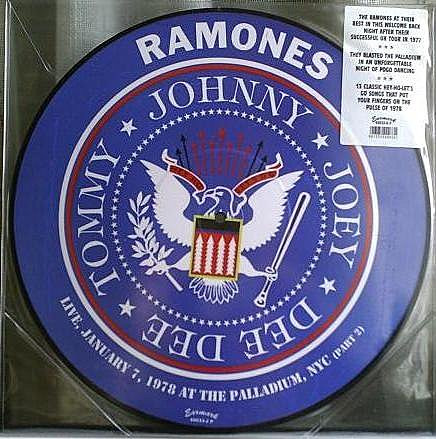 RAMONES
JOHNNY
JOEY
DEE DEE
TOMMY
LIVE, JANUARY 7, 1978 AT THE PALLADIUM, NYC (PART 2)
Earmark
THE RAMONES AT THEIR
BEST IN THIS WELCOME BACK
NIGHT AFTER THEIR
SUCCESSFUL UK TOUR IN 1977
***
THEY BLASTED THE PALLADIUM
IN AN UNFORGETTABLE
NIGHT OF POGO DANCING
***
13 CLASSIC HEY-HO-LET'S
GO SONGS THAT PUT
YOUR FINGERS ON THE
PULSE OF 1978
Earmark